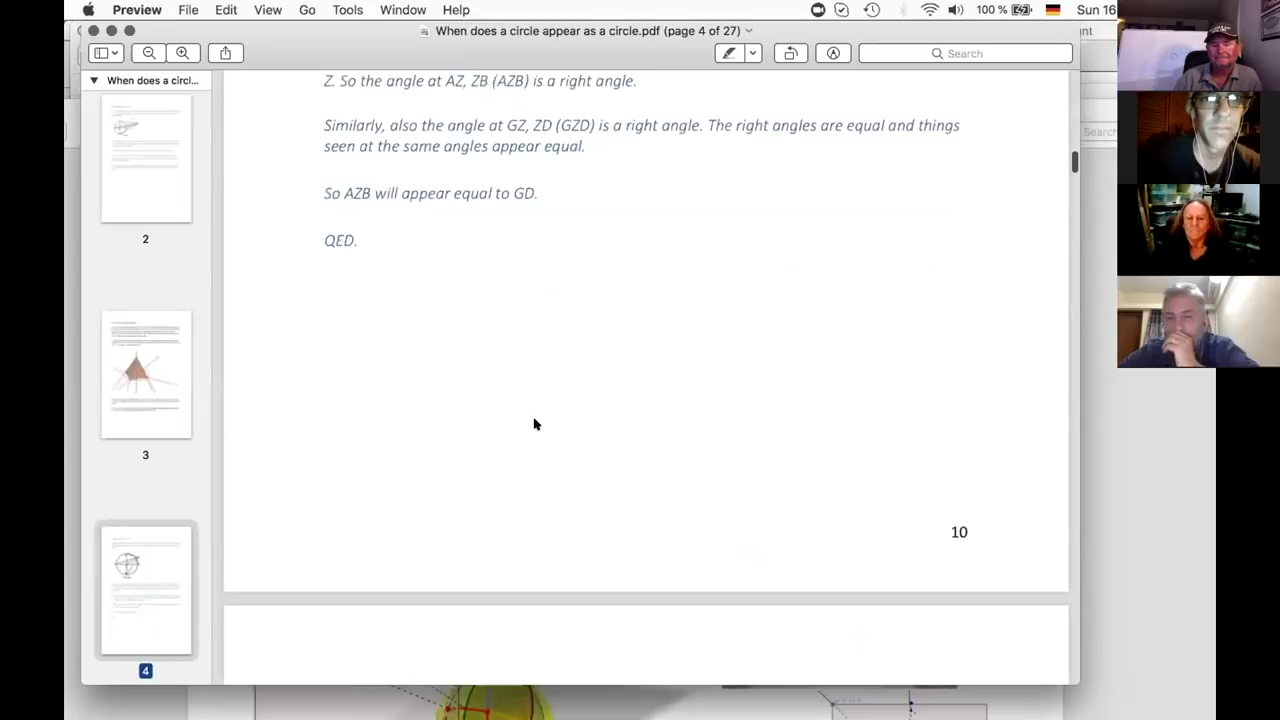 Preview File Edit View Go Tools Window Help 100 % Sun 16
When does a circle appear as a circle.pdf (page 4 of 27)
Search
When does a circl...
Z. So the angle at AZ, ZB (AZB) is a right angle.
Similarly, also the angle at GZ, ZD (GZD) is a right angle. The right angles are equal and things
seen at the same angles appear equal.
So AZB will appear equal to GD.
QED.
10
2
3
4
Search